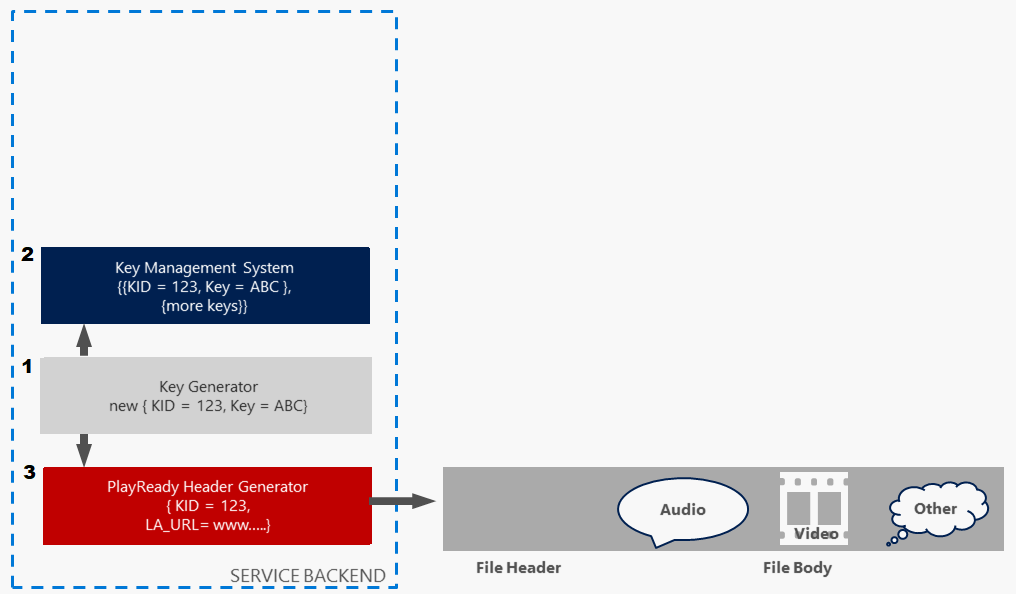 2
Key Management System
{{KID = 123, Key = ABC },
{more keys}}
1
Key Generator
new { KID = 123, Key = ABC}
3
PlayReady Header Generator
{ KID = 123,
LA_URL= www.....}
SERVICE BACKEND
Audio
Video
Other
File Header
File Body